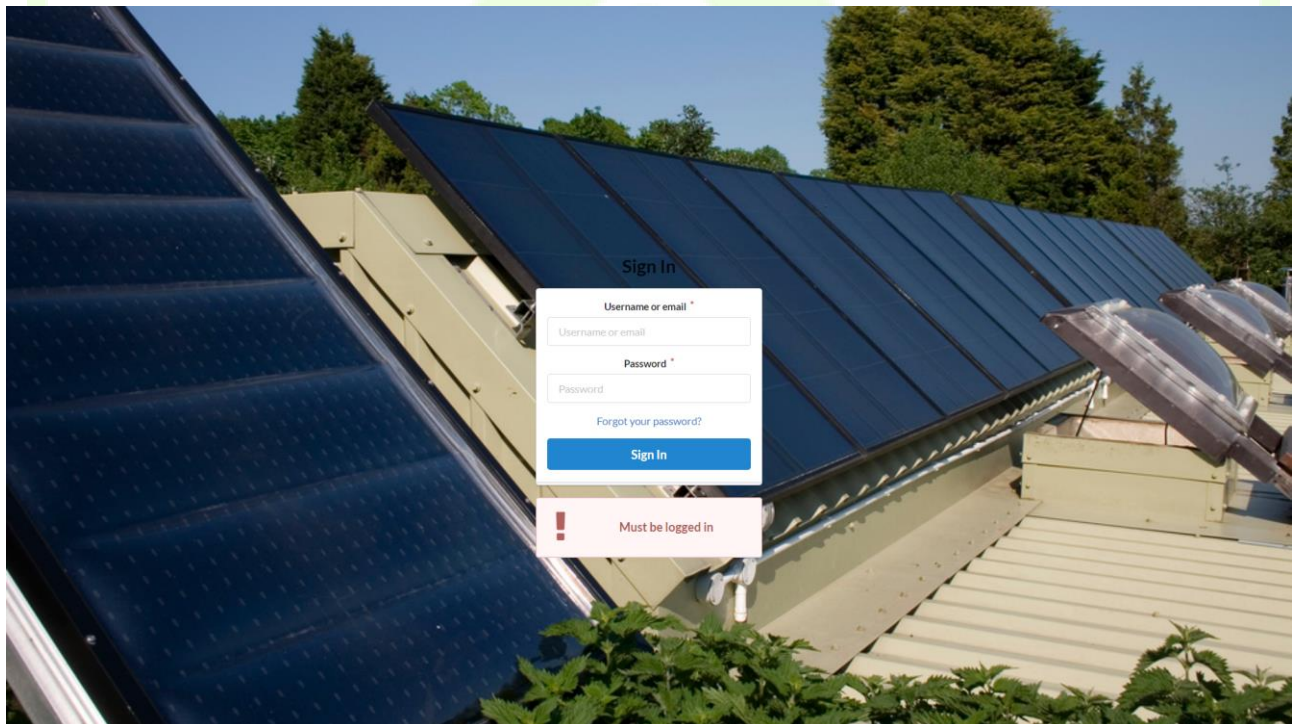 Sign In
Username or email *
Username or email
Password *
Password
Forgot your password?
Sign In
! Must be logged in